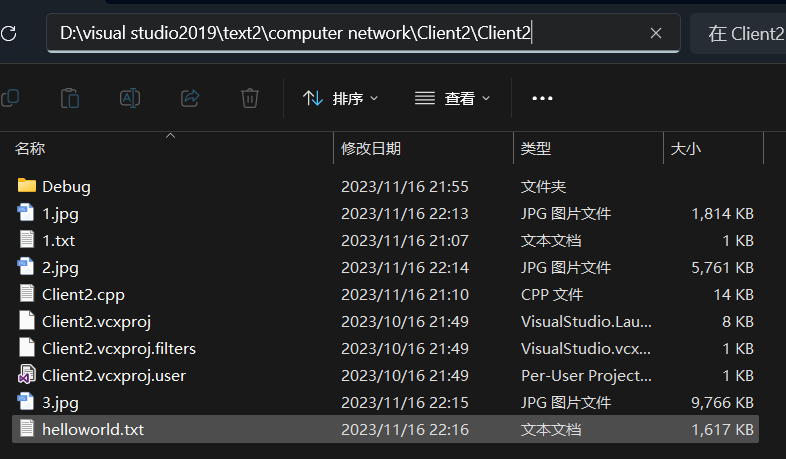 D:\visual studio2019\text2\computer network\Client2\Client2
在 Client2
排序 查看
名称 修改日期 类型 大小
Debug 2023/11/16 21:55 文件夹
1.jpg 2023/11/16 22:13 JPG 图片文件 1,814 KB
1.txt 2023/11/16 21:07 文本文档 1 KB
2.jpg 2023/11/16 22:14 JPG 图片文件 5,761 KB
Client2.cpp 2023/11/16 21:10 CPP 文件 14 KB
Client2.vcxproj 2023/10/16 21:49 VisualStudio.Lau... 8 KB
Client2.vcxproj.filters 2023/10/16 21:49 VisualStudio.vcx... 1 KB
Client2.vcxproj.user 2023/10/16 21:49 Per-User Project... 1 KB
3.jpg 2023/11/16 22:15 JPG 图片文件 9,766 KB
helloworld.txt 2023/11/16 22:16 文本文档 1,617 KB